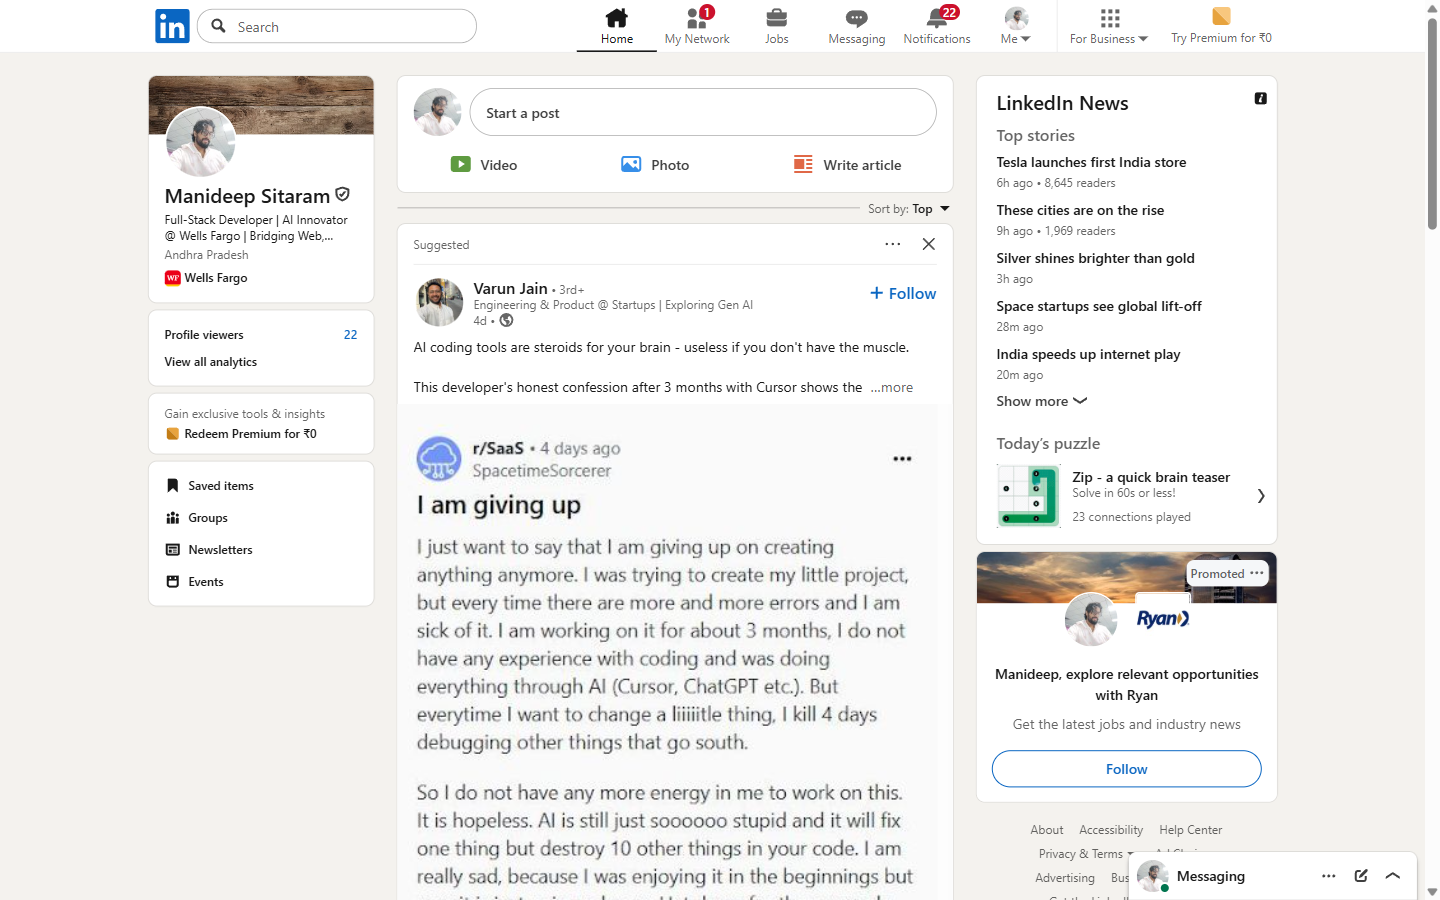 in
Search
Home
1
My Network
Jobs
Messaging
22
Notifications
Me
For Business
Try Premium for ₹0
Manideep Sitaram
Full-Stack Developer | AI Innovator
@ Wells Fargo | Bridging Web,...
Andhra Pradesh
WF Wells Fargo
Profile viewers 22
View all analytics
Gain exclusive tools & insights
Redeem Premium for ₹0
Saved items
Groups
Newsletters
Events
Start a post
Video
Photo
Write article
Sort by: Top
Suggested
Varun Jain • 3rd+
Engineering & Product @ Startups | Exploring Gen AI
4d •
+ Follow
AI coding tools are steroids for your brain - useless if you don't have the muscle.
This developer's honest confession after 3 months with Cursor shows the ...more
r/SaaS • 4 days ago
SpacetimeSorcerer
I am giving up
I just want to say that I am giving up on creating
anything anymore. I was trying to create my little project,
but every time there are more and more errors and I am
sick of it. I am working on it for about 3 months, I do not
have any experience with coding and was doing
everything through AI (Cursor, ChatGPT etc.). But
everytime I want to change a liiiiitle thing, I kill 4 days
debugging other things that go south.
So I do not have any more energy in me to work on this.
It is hopeless. AI is still just soooooo stupid and it will fix
one thing but destroy 10 other things in your code. I am
really sad, because I was enjoying it in the beginnings but
LinkedIn News
Top stories
Tesla launches first India store
6h ago • 8,645 readers
These cities are on the rise
9h ago • 1,969 readers
Silver shines brighter than gold
3h ago
Space startups see global lift-off
28m ago
India speeds up internet play
20m ago
Show more
Today's puzzle
Zip - a quick brain teaser
Solve in 60s or less!
23 connections played
Promoted
Ryan
Manideep, explore relevant opportunities
with Ryan
Get the latest jobs and industry news
Follow
About Accessibility Help Center
Privacy & Terms
Advertising
Messaging